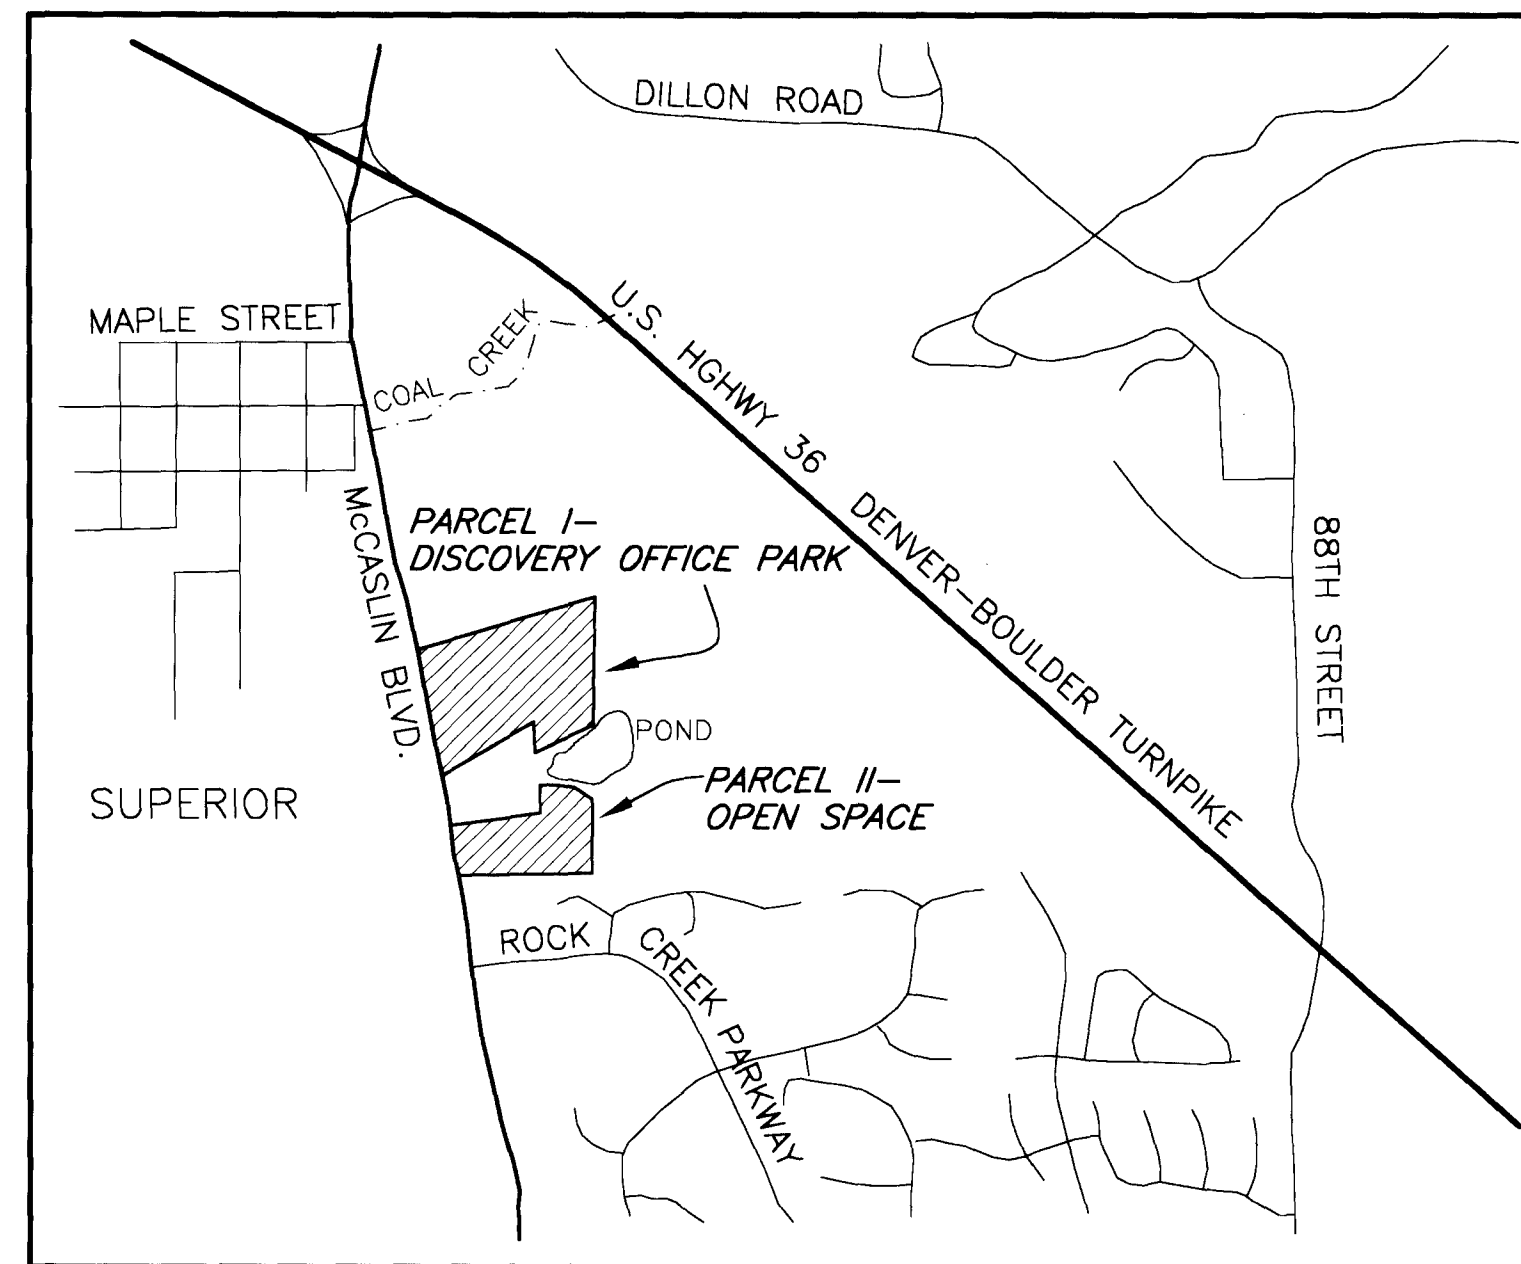 DILLON ROAD
MAPLE STREET
COAL CREEK
U.S. HGHWY 36 DENVER-BOULDER TURNPIKE
McCASLIN BLVD.
PARCEL I-
DISCOVERY OFFICE PARK
88TH STREET
POND
PARCEL II-
OPEN SPACE
SUPERIOR
ROCK CREEK PARKWAY